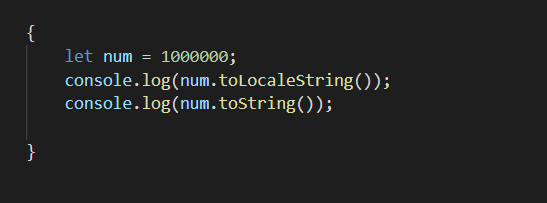 {
let num = 1000000;
console.log(num.toLocaleString());
console.log(num.toString());
}